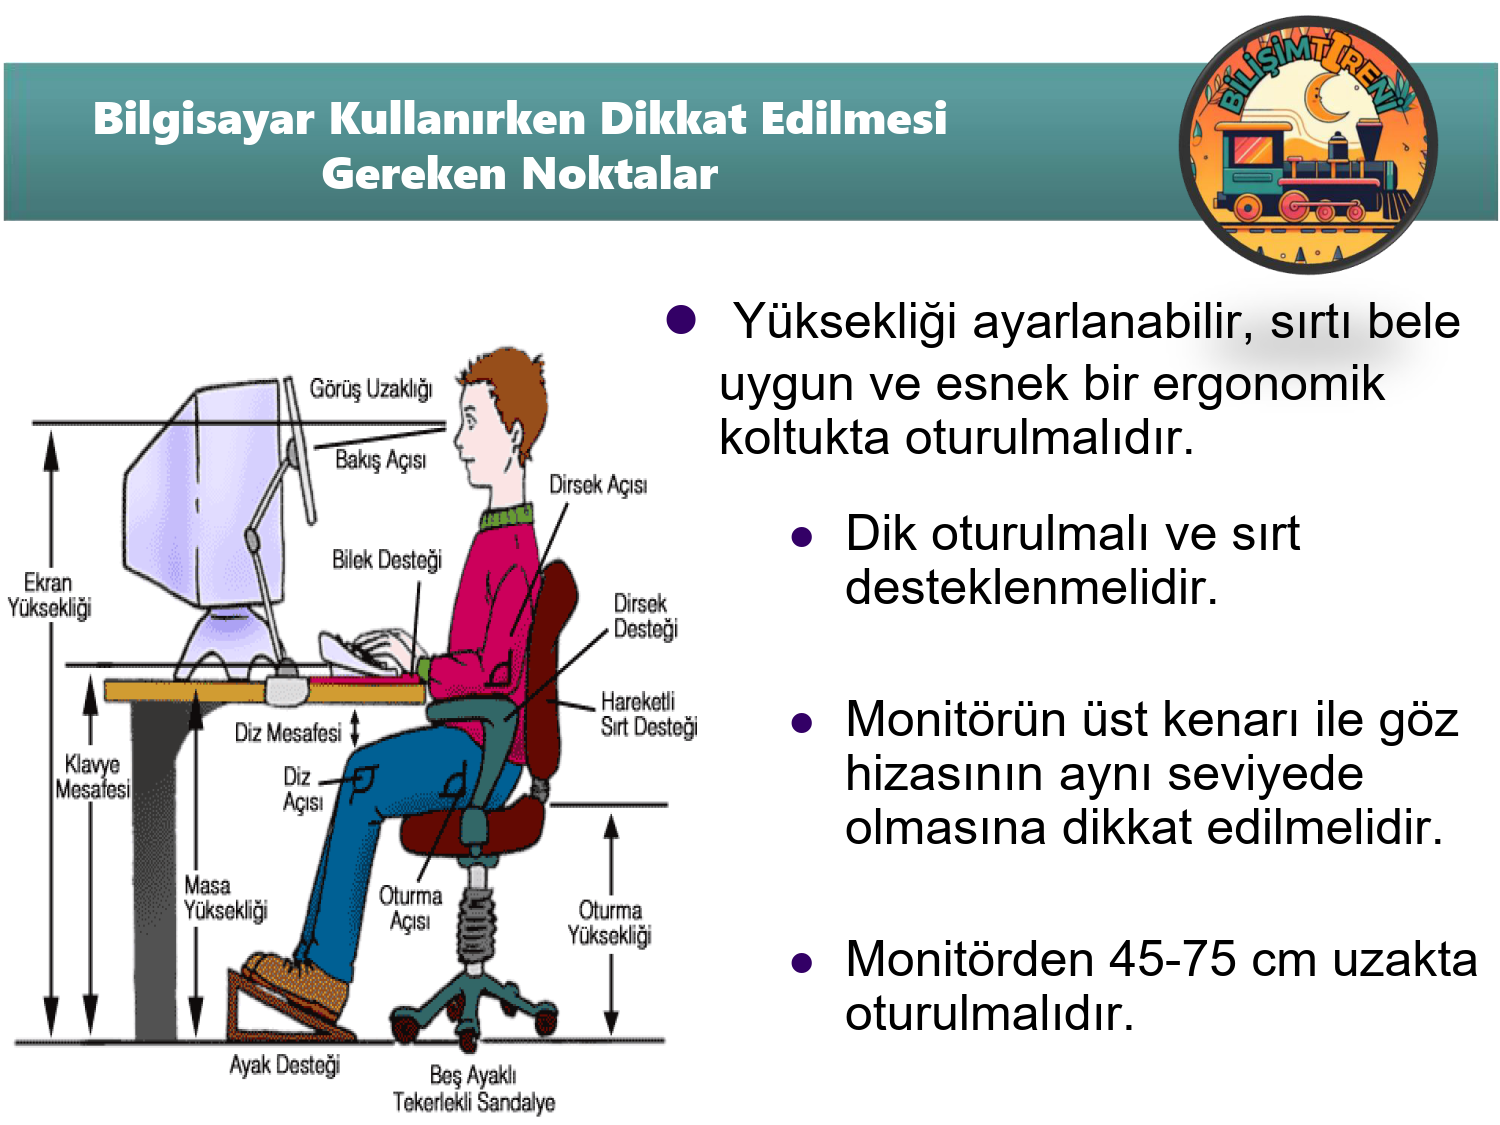 Bilgisayar Kullanırken Dikkat Edilmesi
Gereken Noktalar
BİLİŞİMTİRENİ
Yüksekliği ayarlanabilir, sırtı bele
uygun ve esnek bir ergonomik
koltukta oturulmalıdır.
Dik oturulmalı ve sırt
desteklenmelidir.
Monitörün üst kenarı ile göz
hizasının aynı seviyede
olmasına dikkat edilmelidir.
Monitörden 45-75 cm uzakta
oturulmalıdır.
Görüş Uzaklığı
Bakış Açısı
Dirsek Açısı
Bilek Desteği
Ekran
Yüksekliği
Dirsek
Desteği
Hareketli
Sırt Desteği
Diz Mesafesi
Klavye
Mesafesi
Diz
Açısı
Masa
Yüksekliği
Oturma
Açısı
Oturma
Yüksekliği
Ayak Desteği
Beş Ayaklı
Tekerlekli Sandalye